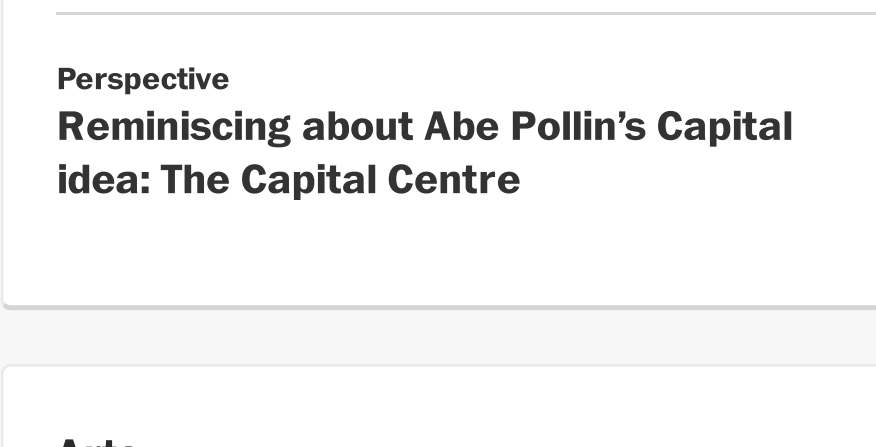 Perspective
Reminiscing about Abe Pollin’s Capital
idea: The Capital Centre